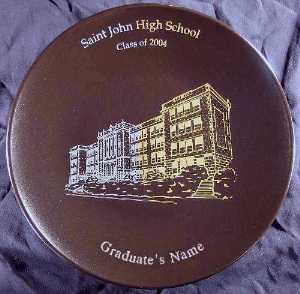 Saint John High School
Class of 2004
Graduate's Name